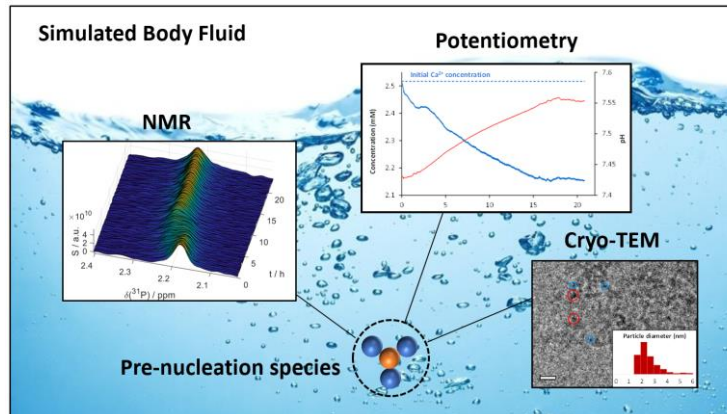 Simulated Body Fluid
Potentiometry
Initial Ca²⁺ concentration
2.5
2.4
2.3
2.2
2.1
Concentration (mM)
7.6
7.55
7.5
7.45
7.4
pH
0 5 10 15 20
NMR
×10¹⁰
4
2
0
S / a.u.
2.4 2.3 2.2 2.1
δ(³¹P) / ppm
20
15
10
5
0
t / h
Cryo-TEM
Particle diameter (nm)
0 1 2 3 4 5 6
Pre-nucleation species